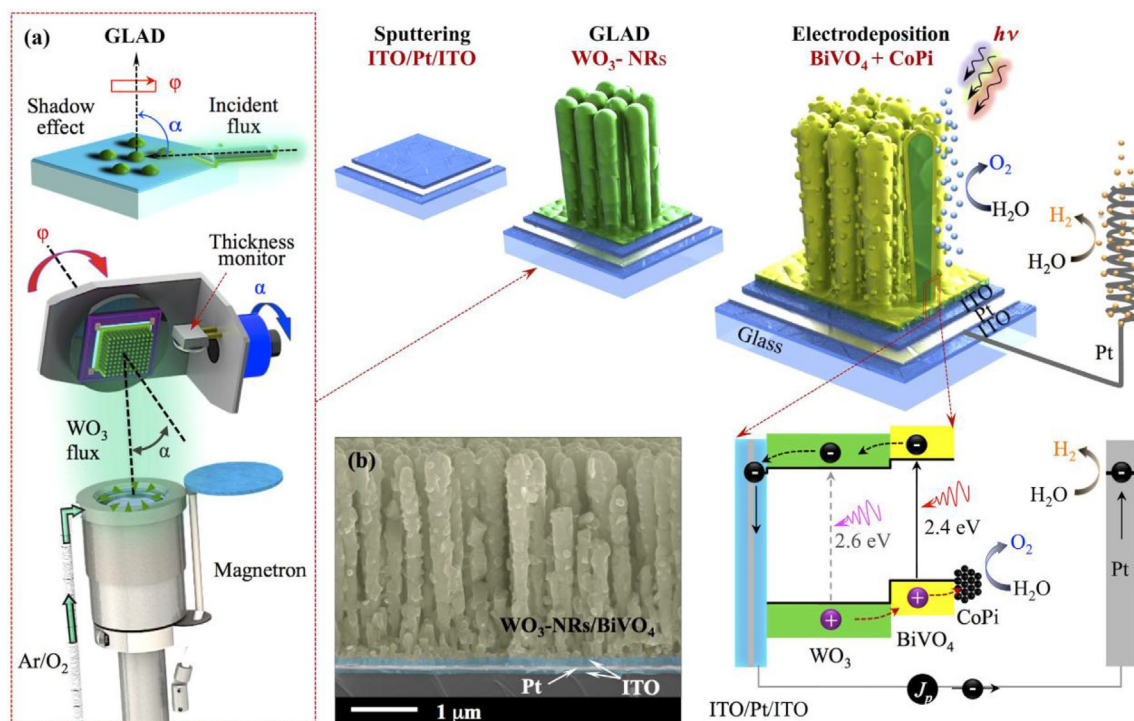 (a)
GLAD
φ
Shadow
effect
α
Incident
flux
φ
Thickness
monitor
α
WO₃
flux
α
Magnetron
Ar/O₂
Sputtering
ITO/Pt/ITO
GLAD
WO₃- NRs
Electrodeposition
BiVO₄ + CoPi
hν
O₂
H₂O
H₂
H₂O
ITO
Pt
ITO
Glass
Pt
(b)
WO₃-NRs/BiVO₄
Pt
ITO
1 μm
-
-
-
-
2.6 eV
2.4 eV
H₂
H₂O
O₂
H₂O
Pt
+
+
CoPi
BiVO₄
WO₃
Jₚ
-
ITO/Pt/ITO